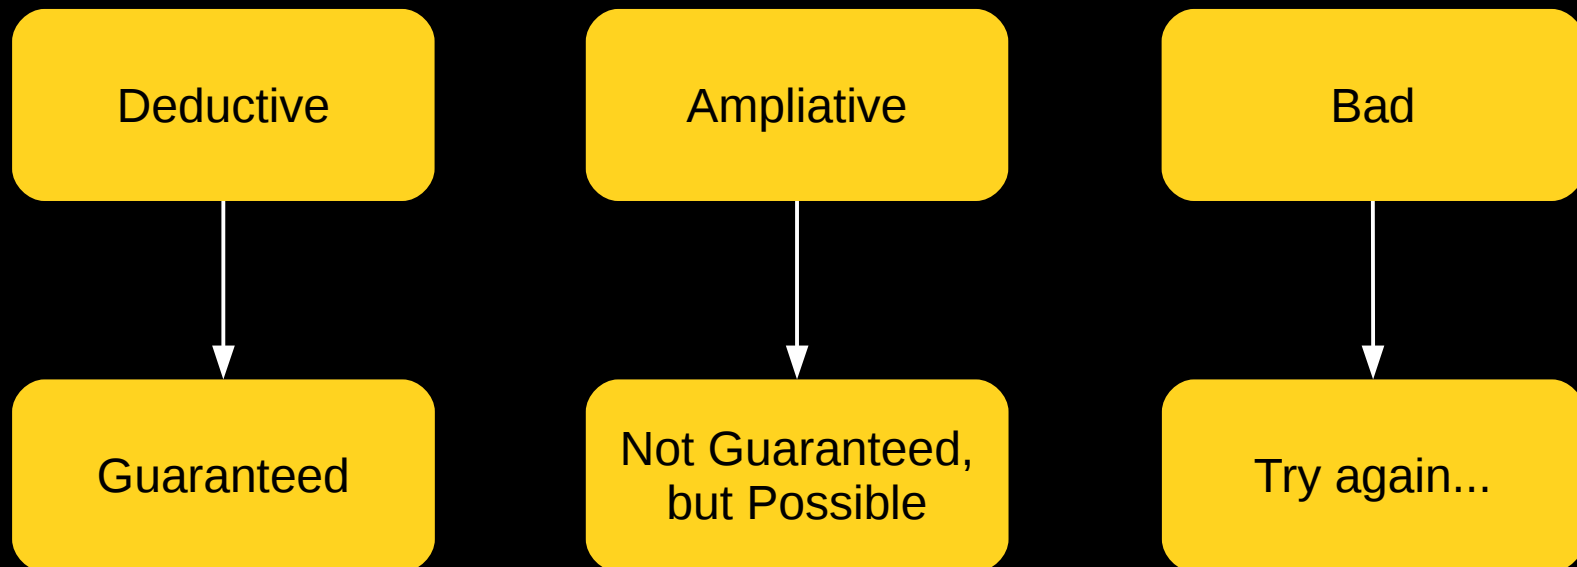 Deductive
Ampliative
Bad
Guaranteed
Not Guaranteed,
but Possible
Try again...